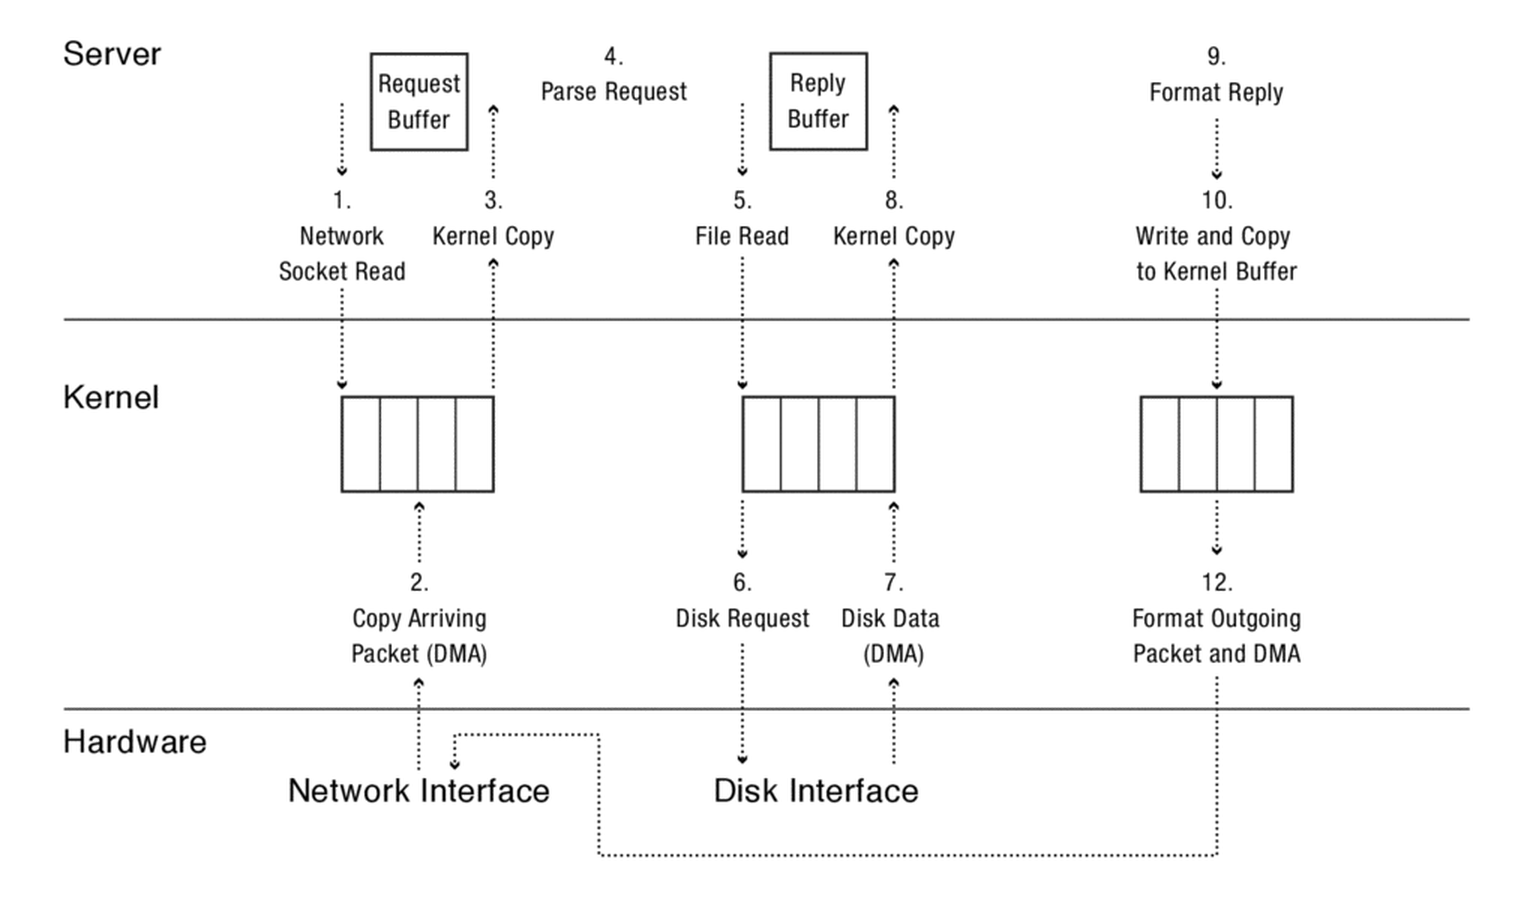 Server
Request
Buffer
4.
Parse Request
Reply
Buffer
9.
Format Reply
1.
Network
Socket Read
3.
Kernel Copy
5.
File Read
8.
Kernel Copy
10.
Write and Copy
to Kernel Buffer
Kernel
2.
Copy Arriving
Packet (DMA)
6.
Disk Request
7.
Disk Data
(DMA)
12.
Format Outgoing
Packet and DMA
Hardware
Network Interface
Disk Interface